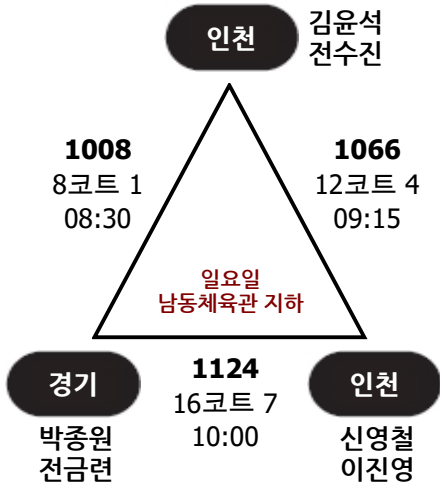 인천
김윤석
전수진
1008
8코트 1
08:30
1066
12코트 4
09:15
일요일
남동체육관 지하
경기
박종원
전금련
1124
16코트 7
10:00
인천
신영철
이진영